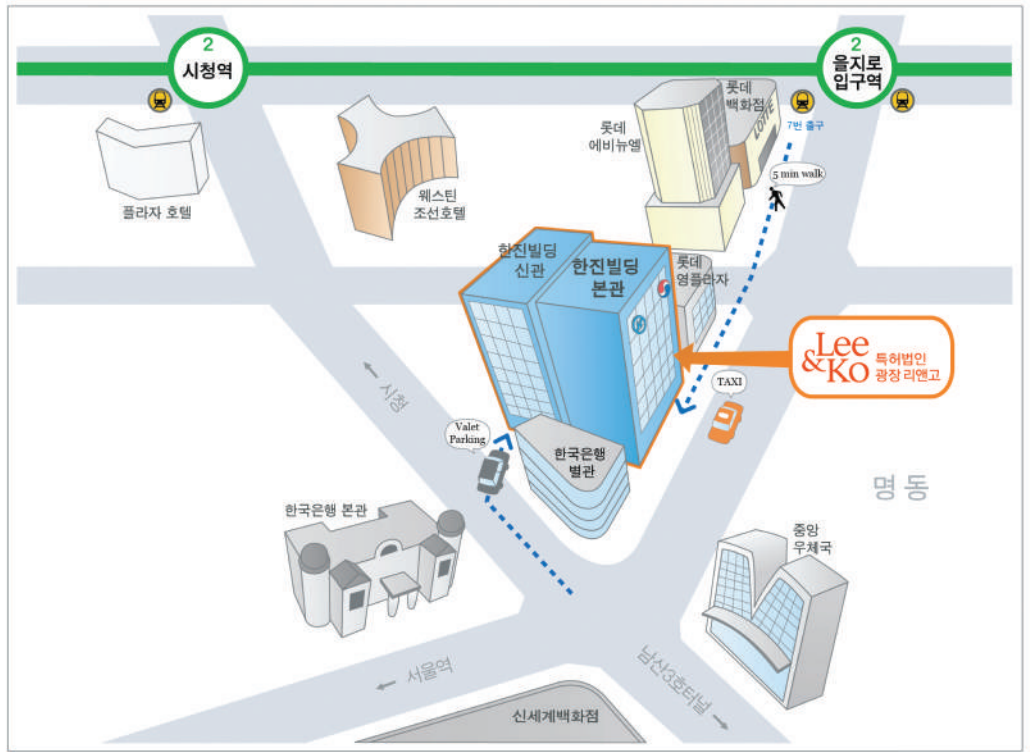 2
시청역
2
을지로
입구역
롯데
백화점
LOTTE
7번 출구
롯데
에비뉴엘
5 min walk
웨스틴
조선호텔
플라자 호텔
한진빌딩
신관
한진빌딩
본관
롯데
영플라자
Lee
&Ko
특허법인
광장리앤고
TAXI
시청
Valet
Parking
한국은행
별관
명동
한국은행 본관
중앙
우체국
서울역
남산3호터널
신세계백화점